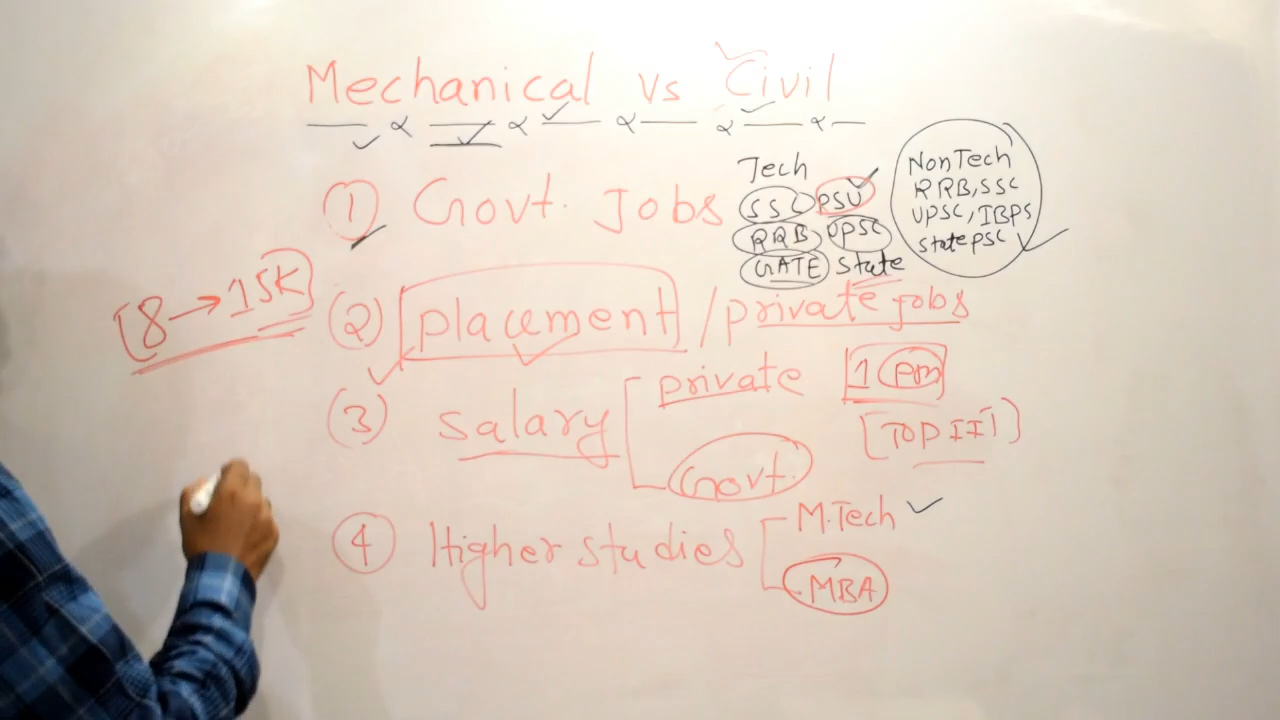 Mechanical vs Civil
① Govt. Jobs
Tech
SSC PSU
RRB UPSC
GATE State
NonTech
RRB, SSC
UPSC, IBPS
state PSC
[8→15K]
(2) placement / private jobs
(3) salary
private 1 Cpm
[TOP IIT]
Govt.
④ Higher studies
M.Tech
MBA